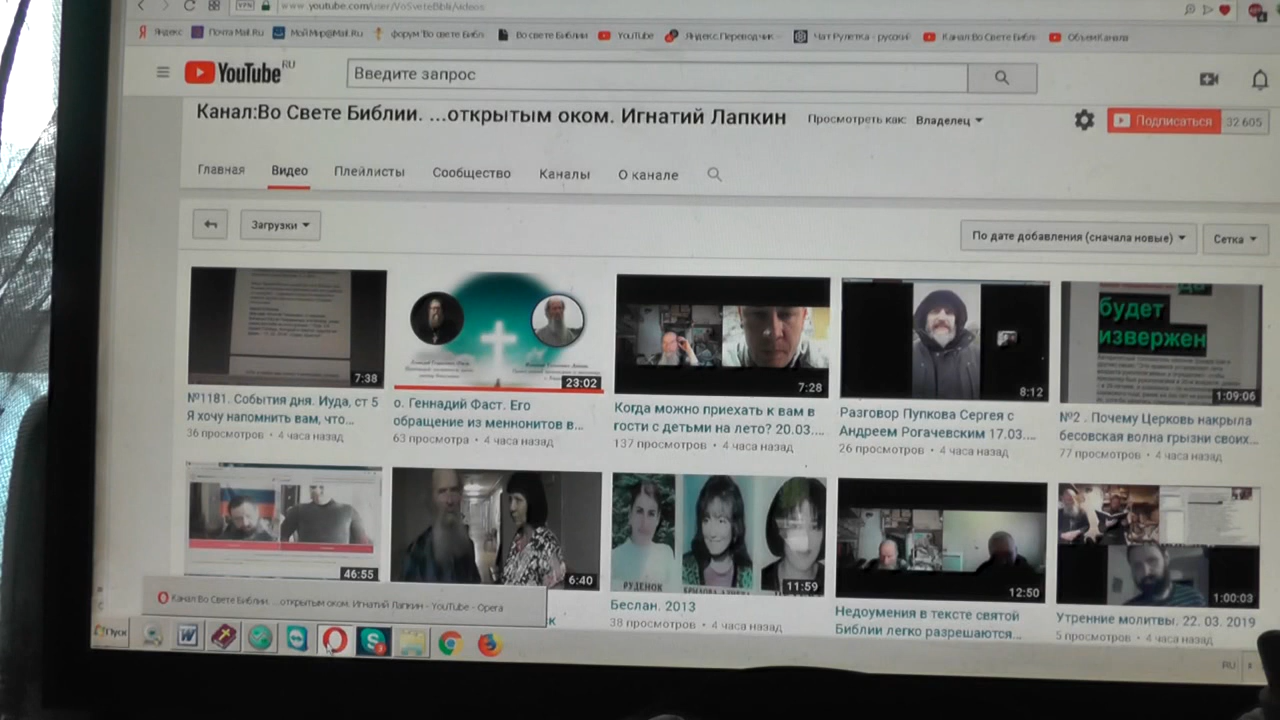 www.youtube.com/user/VoSveteBibli/videos
VPN
Яндекс Почта Mail.Ru МойМир@Mail.Ru форум 'Во свете Библ Во свете Библии YouTube Яндекс.Переводчик - Чат Рулетка - русский Канал:Во Свете Библ ОбъемКанала
YouTube RU
Введите запрос
Канал:Во Свете Библии. ...открытым оком. Игнатий Лапкин
Просмотреть как: Владелец
Подписаться 32 605
Главная Видео Плейлисты Сообщество Каналы О канале
Загрузки
По дате добавления (сначала новые)
Сетка
7:38
23:02
7:28
8:12
будет
извержен
1:09:06
№1181. События дня. Иуда, ст 5
Я хочу напомнить вам, что...
36 просмотров • 4 часа назад
о. Геннадий Фаст. Его
обращение из меннонитов в...
63 просмотра • 4 часа назад
Когда можно приехать к вам в
гости с детьми на лето? 20.03....
137 просмотров • 4 часа назад
Разговор Пупкова Сергея с
Андреем Рогачевским 17.03....
26 просмотров • 4 часа назад
№2 . Почему Церковь накрыла
бесовская волна грызни своих...
77 просмотров • 4 часа назад
46:55
6:40
РУДЕНОК
11:59
12:50
1:00:03
Беслан. 2013
38 просмотров • 4 часа назад
Недоумения в тексте святой
Библии легко разрешаются...
Утренние молитвы. 22. 03. 2019
5 просмотров • 4 часа назад
Канал:Во Свете Библии. ...открытым оком. Игнатий Лапкин - YouTube - Opera
Пуск
RU